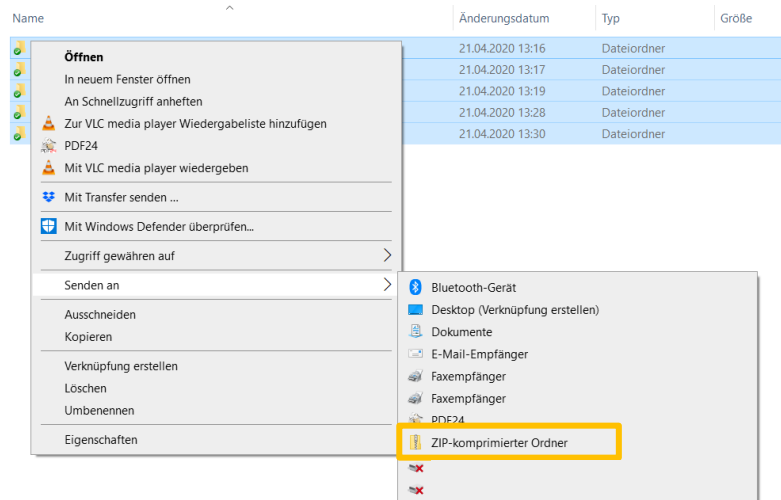 Name Änderungsdatum Typ Größe
21.04.2020 13:16 Dateiordner
21.04.2020 13:17 Dateiordner
21.04.2020 13:19 Dateiordner
21.04.2020 13:28 Dateiordner
21.04.2020 13:30 Dateiordner
Öffnen
In neuem Fenster öffnen
An Schnellzugriff anheften
Zur VLC media player Wiedergabeliste hinzufügen
PDF24
Mit VLC media player wiedergeben
Mit Transfer senden ...
Mit Windows Defender überprüfen...
Zugriff gewähren auf
Senden an
Ausschneiden
Kopieren
Verknüpfung erstellen
Löschen
Umbenennen
Eigenschaften
Bluetooth-Gerät
Desktop (Verknüpfung erstellen)
Dokumente
E-Mail-Empfänger
Faxempfänger
Faxempfänger
PDF24
ZIP-komprimierter Ordner